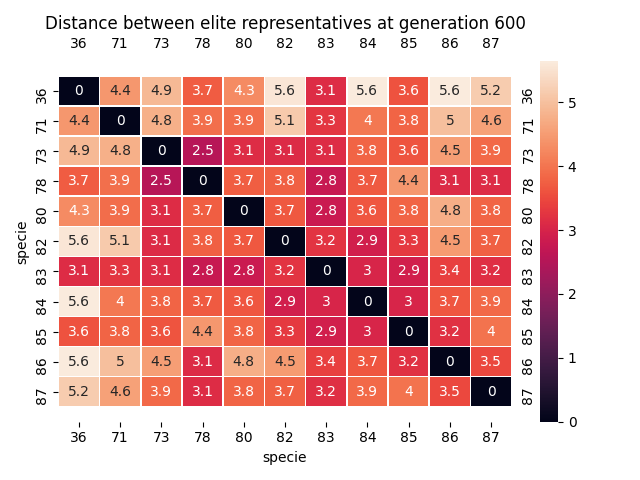 Distance between elite representatives at generation 600
36 71 73 78 80 82 83 84 85 86 87
36 0 4.4 4.9 3.7 4.3 5.6 3.1 5.6 3.6 5.6 5.2 36
71 4.4 0 4.8 3.9 3.9 5.1 3.3 4 3.8 5 4.6 71
73 4.9 4.8 0 2.5 3.1 3.1 3.1 3.8 3.6 4.5 3.9 73
78 3.7 3.9 2.5 0 3.7 3.8 2.8 3.7 4.4 3.1 3.1 78
80 4.3 3.9 3.1 3.7 0 3.7 2.8 3.6 3.8 4.8 3.8 80
82 5.6 5.1 3.1 3.8 3.7 0 3.2 2.9 3.3 4.5 3.7 82
83 3.1 3.3 3.1 2.8 2.8 3.2 0 3 2.9 3.4 3.2 83
84 5.6 4 3.8 3.7 3.6 2.9 3 0 3 3.7 3.9 84
85 3.6 3.8 3.6 4.4 3.8 3.3 2.9 3 0 3.2 4 85
86 5.6 5 4.5 3.1 4.8 4.5 3.4 3.7 3.2 0 3.5 86
87 5.2 4.6 3.9 3.1 3.8 3.7 3.2 3.9 4 3.5 0 87
36 71 73 78 80 82 83 84 85 86 87
specie
specie
5
4
3
2
1
0